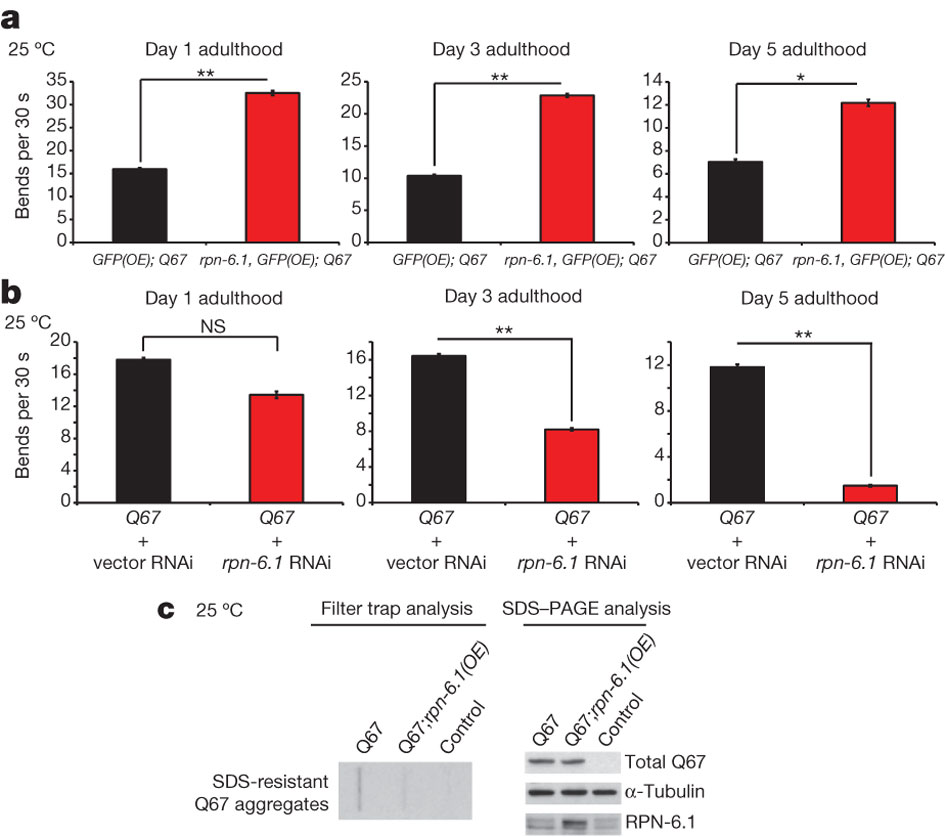 a
25 ºC
Day 1 adulthood
Day 3 adulthood
Day 5 adulthood
Bends per 30 s
35
30
25
20
15
10
5
0
**
GFP(OE); Q67
rpn-6.1, GFP(OE); Q67
25
20
15
10
5
0
**
GFP(OE); Q67
rpn-6.1, GFP(OE); Q67
14
12
10
8
6
4
2
0
*
GFP(OE); Q67
rpn-6.1, GFP(OE); Q67
b
25 ºC
Day 1 adulthood
Day 3 adulthood
Day 5 adulthood
Bends per 30 s
20
16
12
8
4
0
NS
Q67
+
vector RNAi
Q67
+
rpn-6.1 RNAi
16
12
8
4
0
**
Q67
+
vector RNAi
Q67
+
rpn-6.1 RNAi
12
8
4
0
**
Q67
+
vector RNAi
Q67
+
rpn-6.1 RNAi
c
25 ºC
Filter trap analysis
SDS–PAGE analysis
Q67
Q67;rpn-6.1(OE)
Control
Q67
Q67;rpn-6.1(OE)
Control
SDS-resistant
Q67 aggregates
Total Q67
α-Tubulin
RPN-6.1